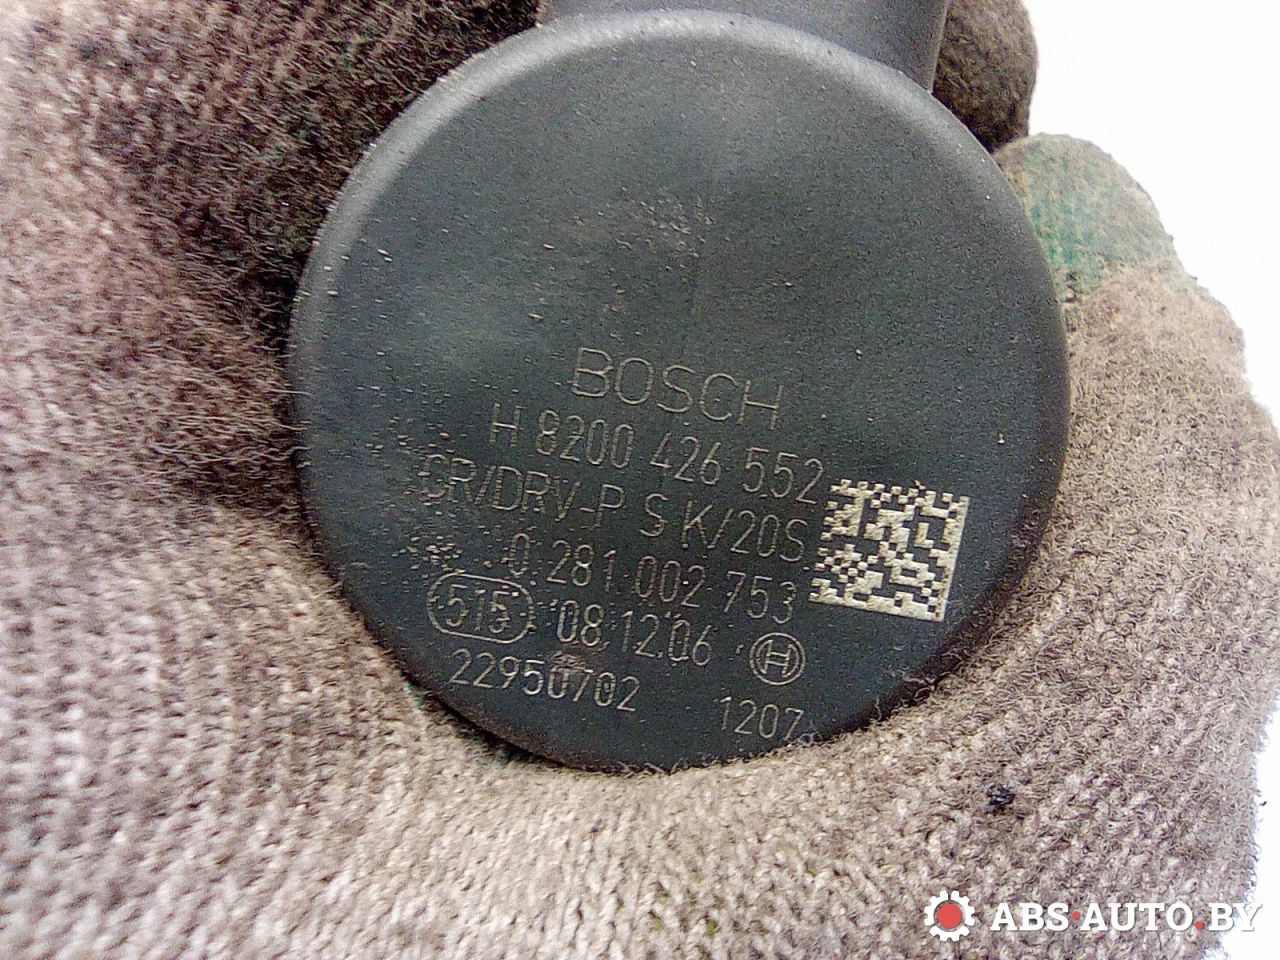 BOSCH
H 8200 426 552
CR/DRV-P S K/20S
0 281 002 753
515 08.12.06 H
22950702 1207
ABS·AUTO.BY